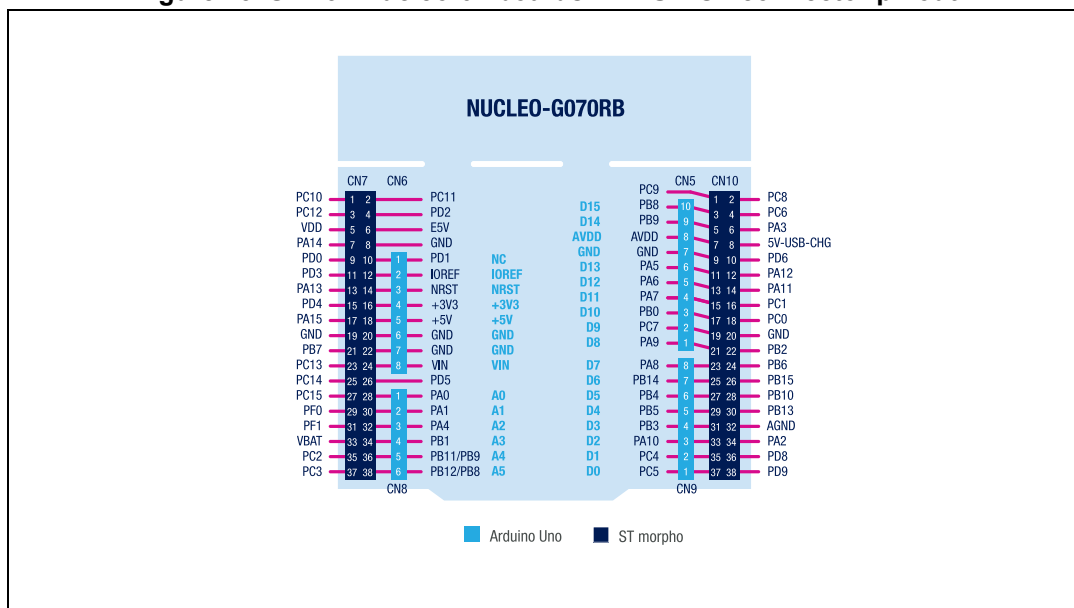 NUCLEO-G070RB
CN7 CN6 CN5 CN10
PC9
PC10 1 2 PC11 D15 PB8 10 1 2 PC8
PC12 3 4 PD2 D14 PB9 9 3 4 PC6
VDD 5 6 E5V AVDD AVDD 8 5 6 PA3
PA14 7 8 GND GND GND 7 7 8 5V-USB-CHG
PD0 9 10 1 PD1 NC D13 PA5 6 9 10 PD6
PD3 11 12 2 IOREF IOREF D12 PA6 5 11 12 PA12
PA13 13 14 3 NRST NRST D11 PA7 4 13 14 PA11
PD4 15 16 4 +3V3 +3V3 D10 PB0 3 15 16 PC1
PA15 17 18 5 +5V +5V D9 PC7 2 17 18 PC0
GND 19 20 6 GND GND D8 PA9 1 19 20 GND
PB7 21 22 7 GND GND 21 22 PB2
PC13 23 24 8 VIN VIN D7 PA8 8 23 24 PB6
PC14 25 26 PD5 D6 PB14 7 25 26 PB15
PC15 27 28 1 PA0 A0 D5 PB4 6 27 28 PB10
PF0 29 30 2 PA1 A1 D4 PB5 5 29 30 PB13
PF1 31 32 3 PA4 A2 D3 PB3 4 31 32 AGND
VBAT 33 34 4 PB1 A3 D2 PA10 3 33 34 PA2
PC2 35 36 5 PB11/PB9 A4 D1 PC4 2 35 36 PD8
PC3 37 38 6 PB12/PB8 A5 D0 PC5 1 37 38 PD9
CN8 CN9
Arduino Uno ST morpho